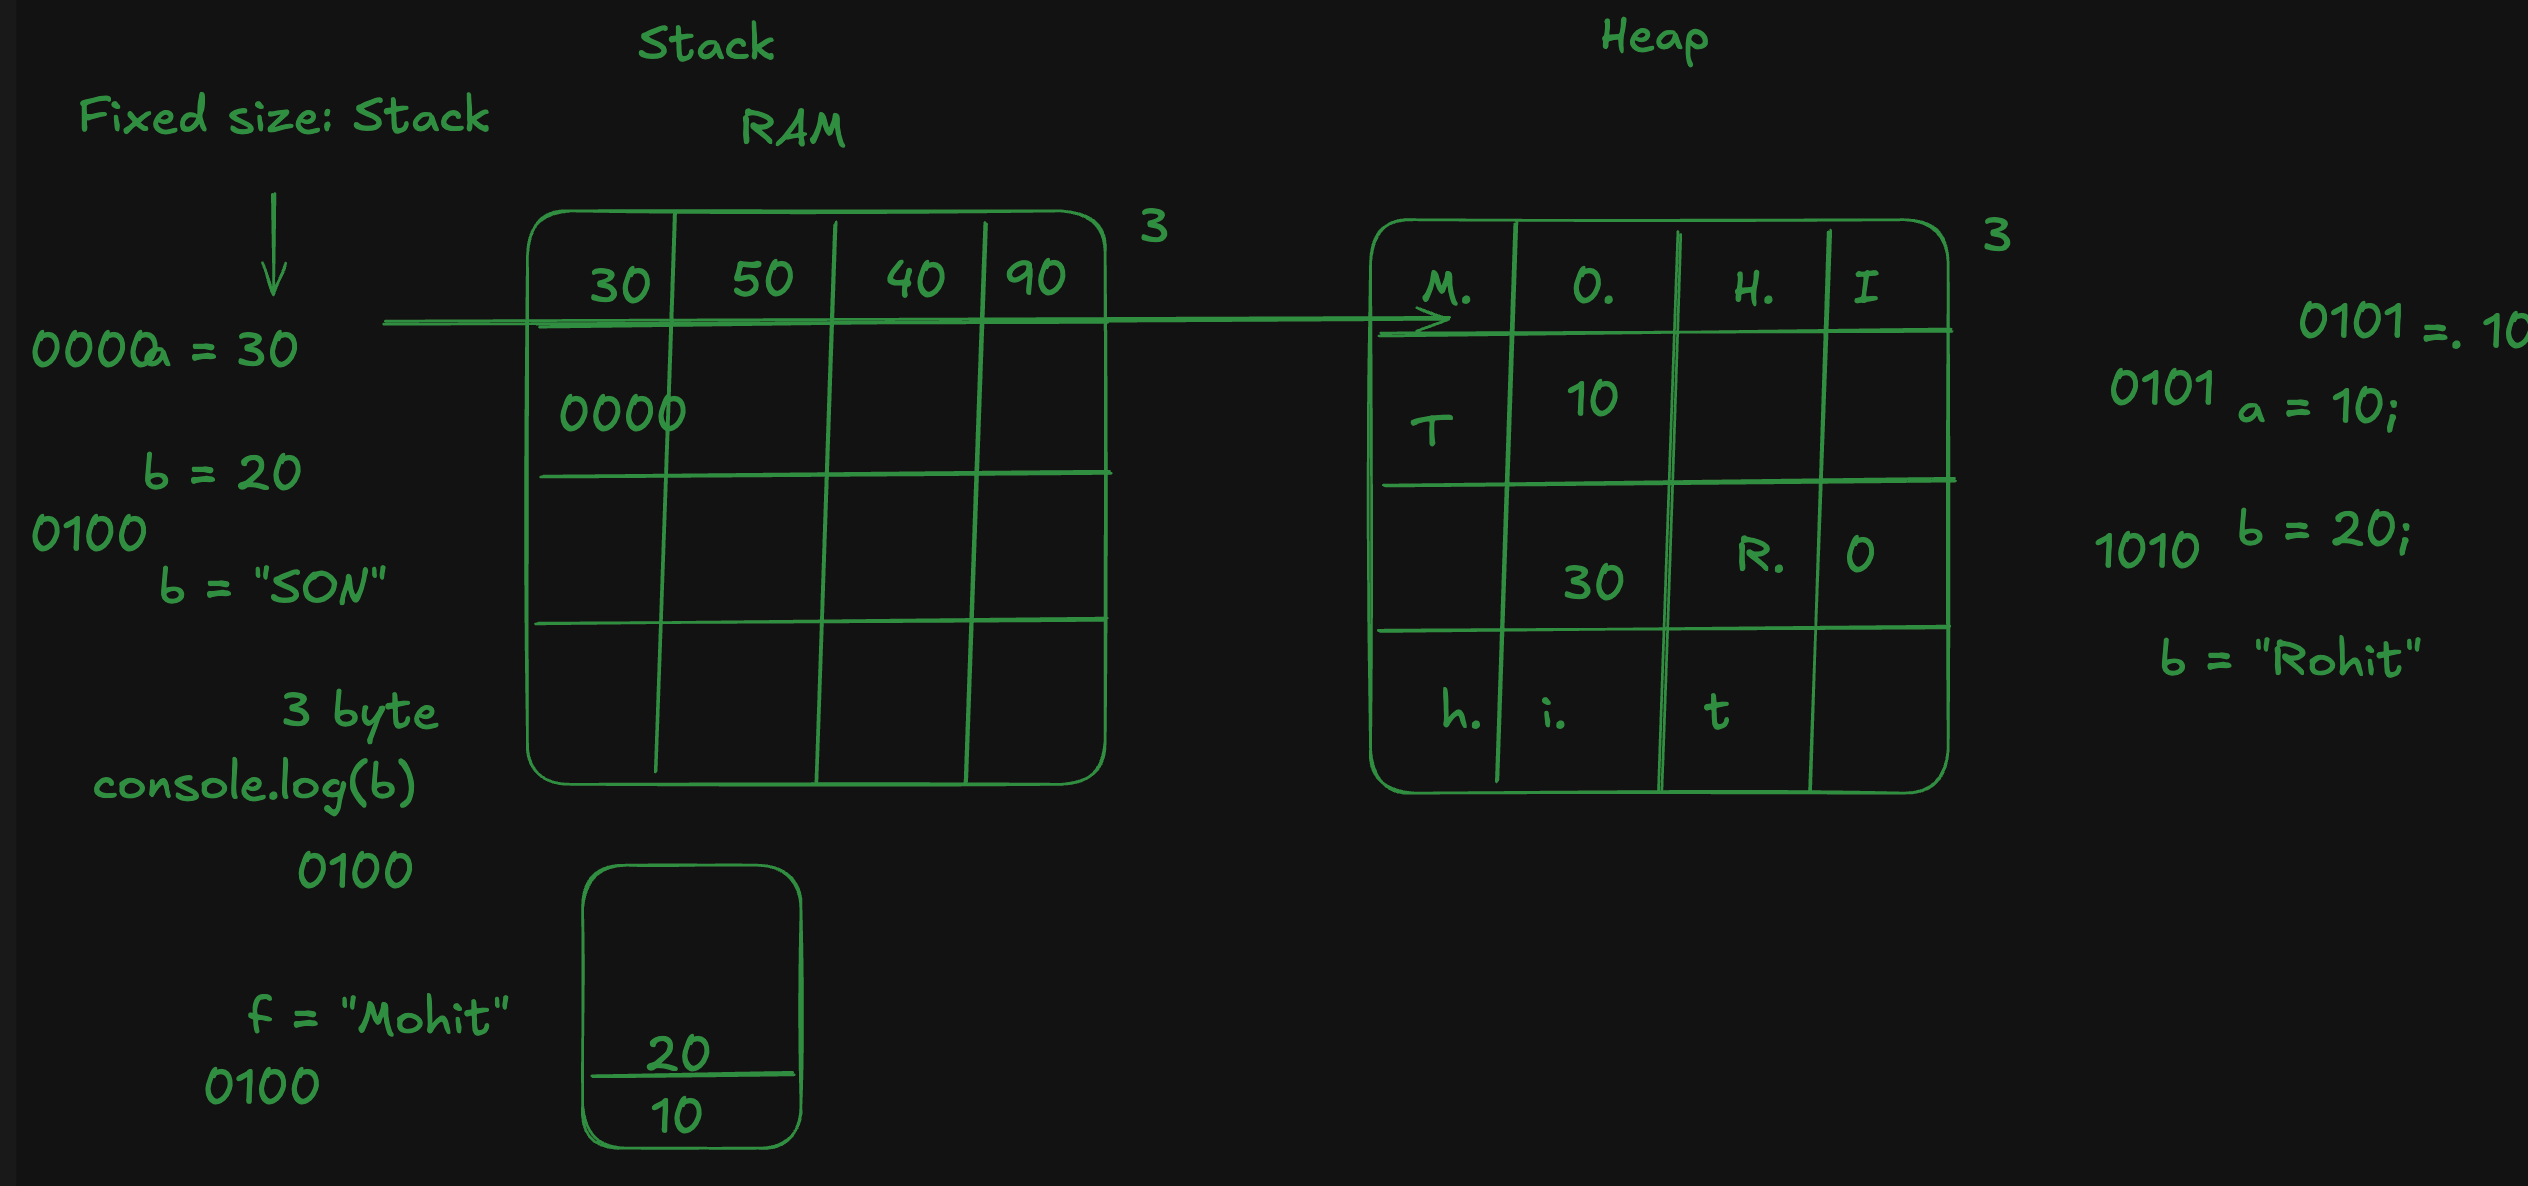 Stack
Heap
Fixed size: Stack
RAM
3
3
30 50 40 90
M. O. H. I
0000a = 30
0101 =. 10
0000
T 10
0101 a = 10;
b = 20
0100
b = "SON"
30 R. O
1010 b = 20;
b = "Rohit"
3 byte
h. i. t
console.log(b)
0100
f = "Mohit"
0100
20
10